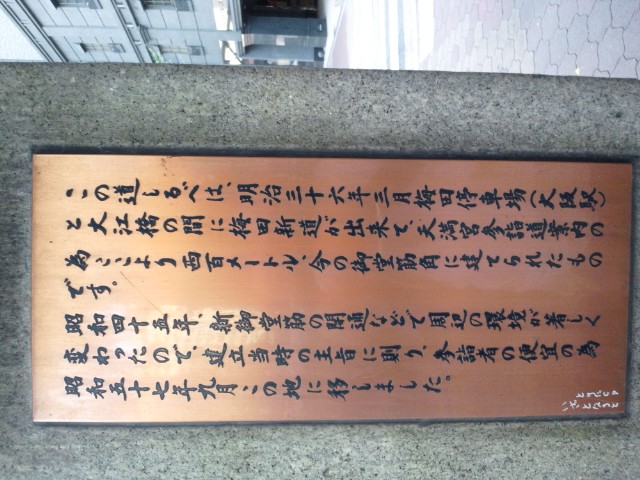 この道しるべは、明治三十六年三月梅田停車場(大阪駅)
と大江橋の間に梅田新道が出来て、天満宮参詣道案内の
為、ここより西百メートル、今の御堂筋角に建てられたもの
です。
昭和四十五年、新御堂筋の開通などで周辺の環境が著しく
変わったので、建立当時の主旨に則り、参詣者の便宜の為
昭和五十七年九月、この地に移しました。